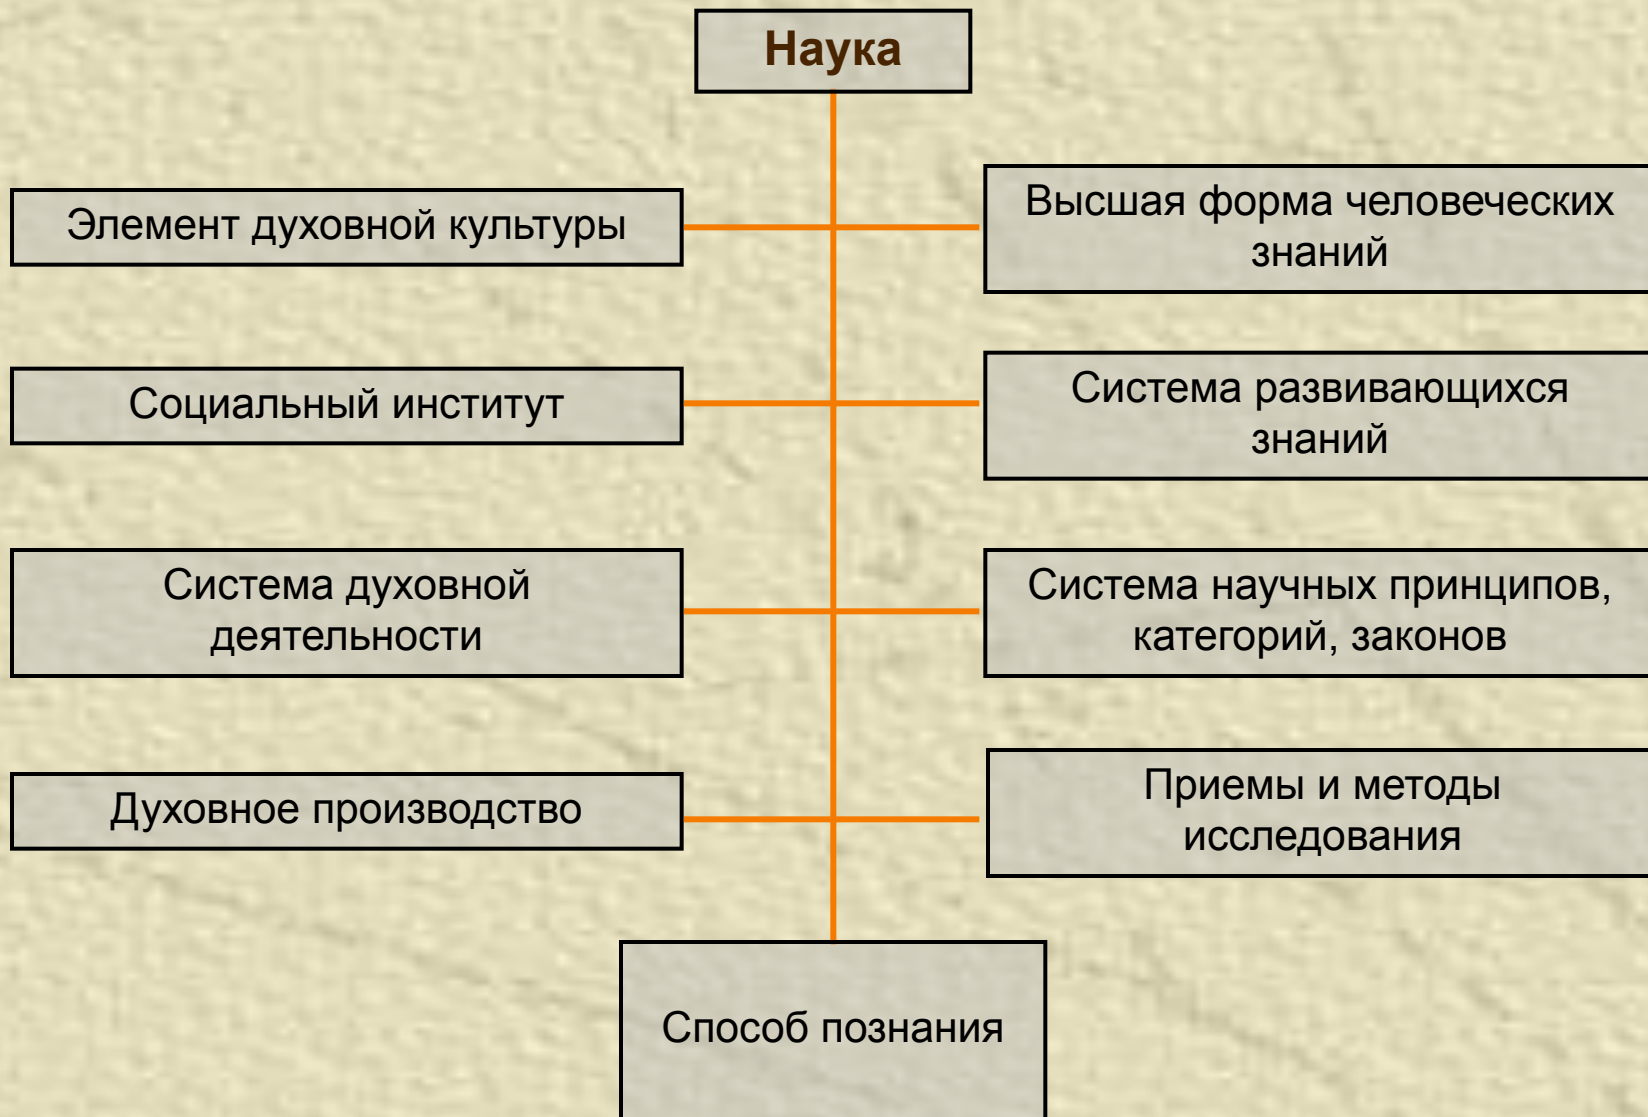 Наука
Элемент духовной культуры
Высшая форма человеческих
знаний
Социальный институт
Система развивающихся
знаний
Система духовной
деятельности
Система научных принципов,
категорий, законов
Духовное производство
Приемы и методы
исследования
Способ познания